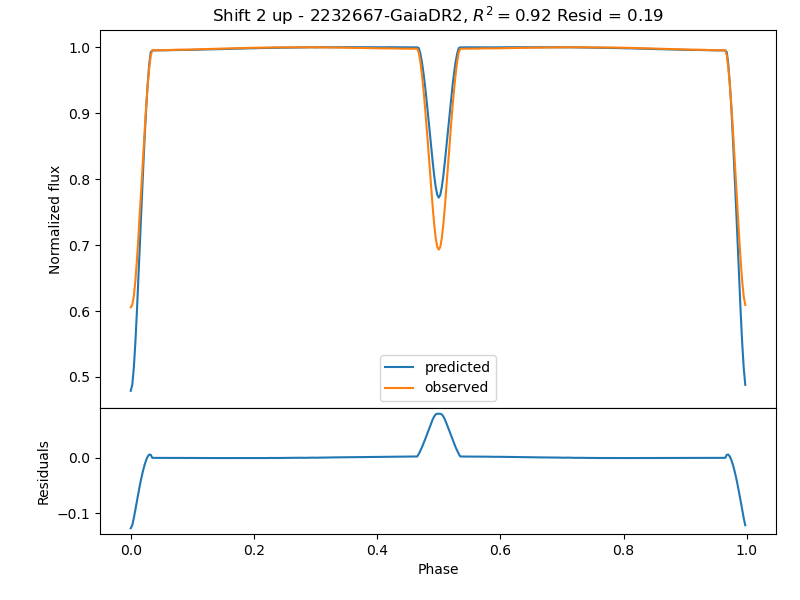 Shift 2 up - 2232667-GaiaDR2, R² = 0.92 Resid = 0.19
1.0
0.9
0.8
0.7
0.6
0.5
Normalized flux
predicted
observed
0.0
−0.1
Residuals
0.0 0.2 0.4 0.6 0.8 1.0
Phase